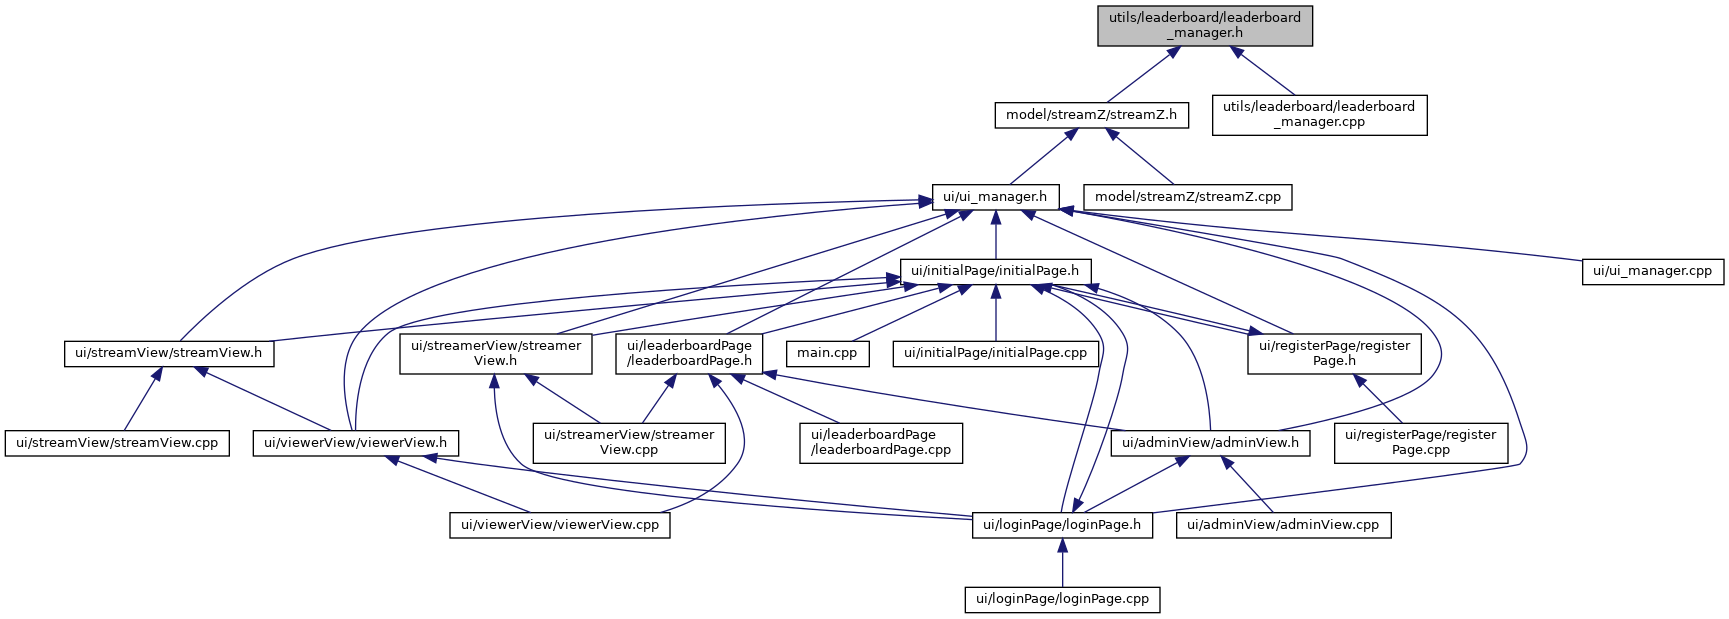 utils/leaderboard/leaderboard
_manager.h
model/streamZ/streamZ.h
utils/leaderboard/leaderboard
_manager.cpp
ui/ui_manager.h
model/streamZ/streamZ.cpp
ui/initialPage/initialPage.h
ui/ui_manager.cpp
ui/streamView/streamView.h
ui/streamerView/streamer
View.h
ui/leaderboardPage
/leaderboardPage.h
main.cpp
ui/initialPage/initialPage.cpp
ui/registerPage/register
Page.h
ui/streamView/streamView.cpp
ui/viewerView/viewerView.h
ui/streamerView/streamer
View.cpp
ui/leaderboardPage
/leaderboardPage.cpp
ui/adminView/adminView.h
ui/registerPage/register
Page.cpp
ui/viewerView/viewerView.cpp
ui/loginPage/loginPage.h
ui/adminView/adminView.cpp
ui/loginPage/loginPage.cpp